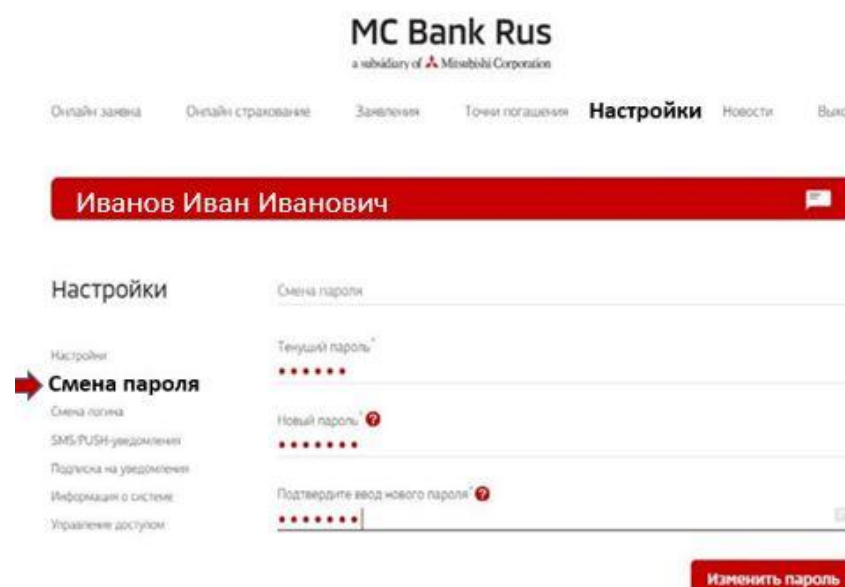 MC Bank Rus
a subsidiary of Mitsubishi Corporation
Онлайн заявка Онлайн страхование Заявления Точки погашения Настройки Новости Выхо
Иванов Иван Иванович
Настройки
Смена пароля
Текущий пароль*
••••••
Настройки
Смена пароля
Смена логина
SMS/PUSH-уведомления
Подписка на уведомления
Информация о системе
Управление доступом
Новый пароль* ?
•••••••
Подтвердите ввод нового пароля* ?
•••••••
Изменить пароль